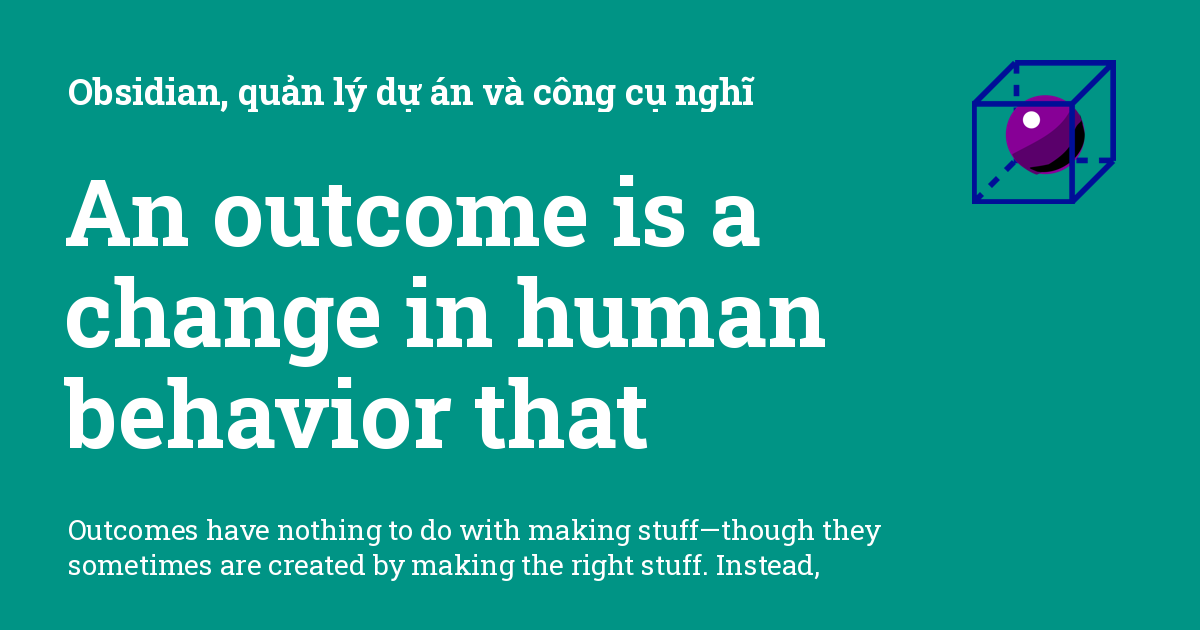 Obsidian, quản lý dự án và công cụ nghĩ
An outcome is a
change in human
behavior that
Outcomes have nothing to do with making stuff—though they
sometimes are created by making the right stuff. Instead,